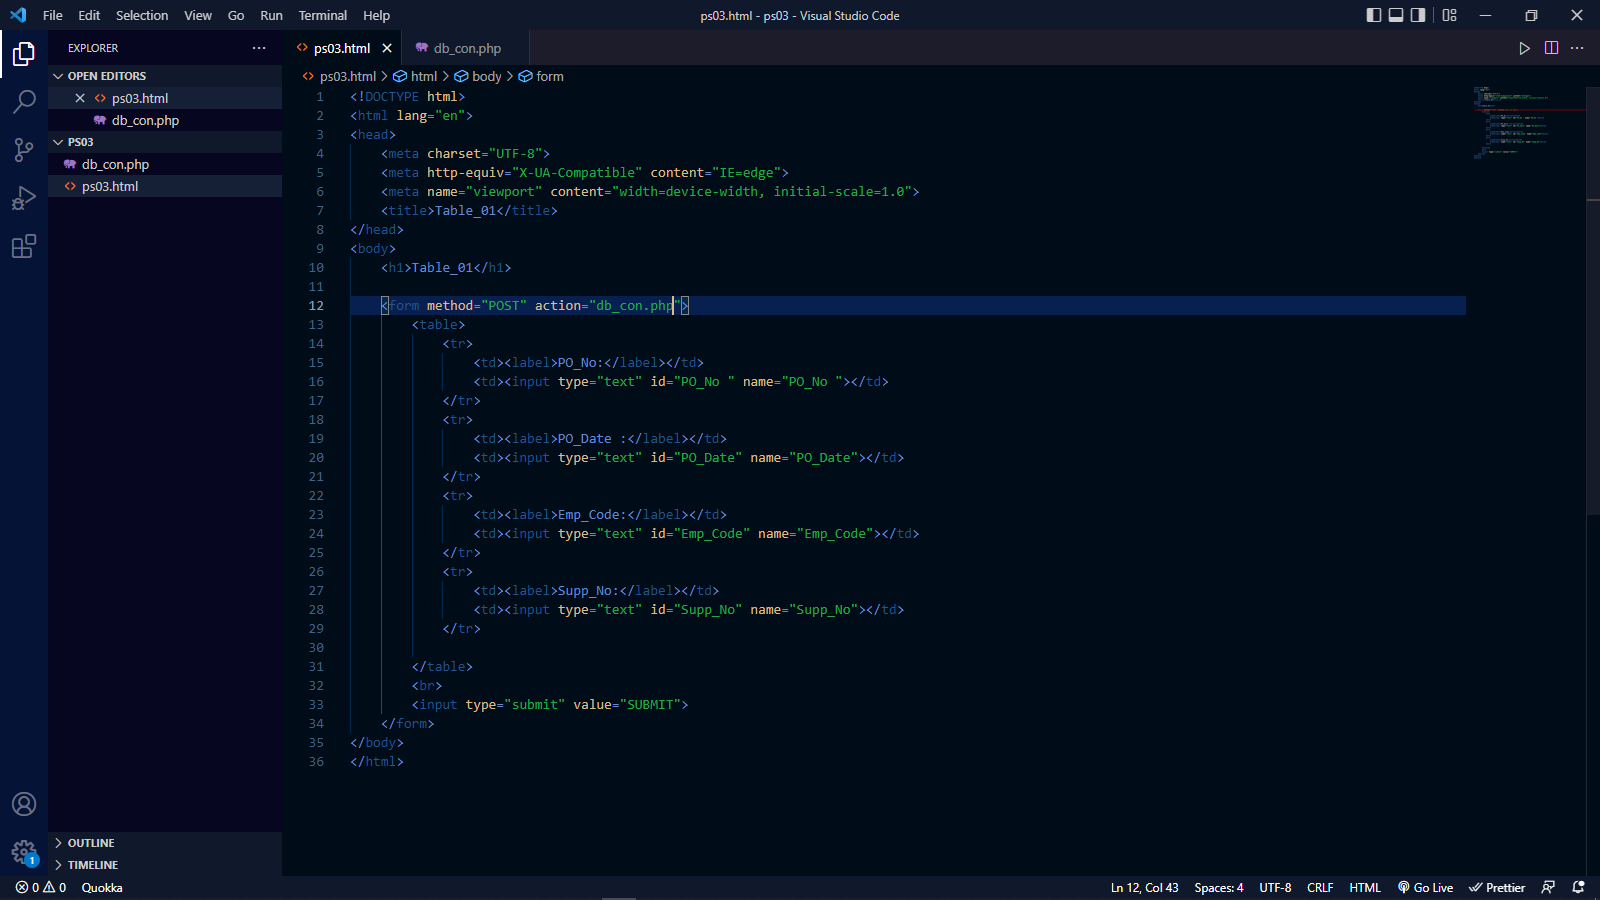 File Edit Selection View Go Run Terminal Help ps03.html - ps03 - Visual Studio Code
EXPLORER ps03.html db_con.php
OPEN EDITORS
ps03.html
db_con.php
PS03
db_con.php
ps03.html
OUTLINE
TIMELINE
ps03.html > html > body > form
1 <!DOCTYPE html>
2 <html lang="en">
3 <head>
4 <meta charset="UTF-8">
5 <meta http-equiv="X-UA-Compatible" content="IE=edge">
6 <meta name="viewport" content="width=device-width, initial-scale=1.0">
7 <title>Table_01</title>
8 </head>
9 <body>
10 <h1>Table_01</h1>
11
12 <form method="POST" action="db_con.php">
13 <table>
14 <tr>
15 <td><label>PO_No:</label></td>
16 <td><input type="text" id="PO_No " name="PO_No "></td>
17 </tr>
18 <tr>
19 <td><label>PO_Date :</label></td>
20 <td><input type="text" id="PO_Date" name="PO_Date"></td>
21 </tr>
22 <tr>
23 <td><label>Emp_Code:</label></td>
24 <td><input type="text" id="Emp_Code" name="Emp_Code"></td>
25 </tr>
26 <tr>
27 <td><label>Supp_No:</label></td>
28 <td><input type="text" id="Supp_No" name="Supp_No"></td>
29 </tr>
30
31 </table>
32 <br>
33 <input type="submit" value="SUBMIT">
34 </form>
35 </body>
36 </html>
1
0 0 Quokka Ln 12, Col 43 Spaces: 4 UTF-8 CRLF HTML Go Live Prettier